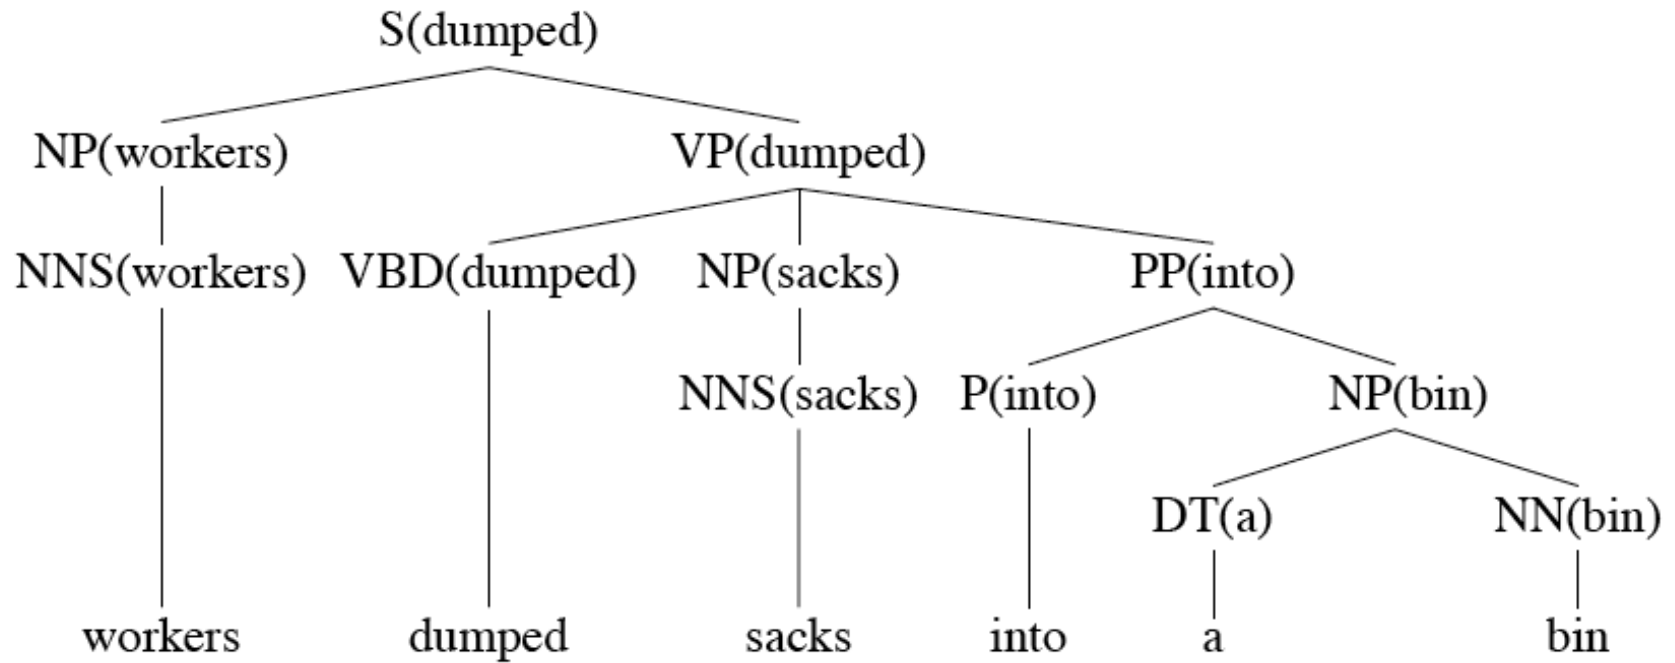 S(dumped)
NP(workers) VP(dumped)
NNS(workers) VBD(dumped) NP(sacks) PP(into)
NNS(sacks) P(into) NP(bin)
DT(a) NN(bin)
workers dumped sacks into a bin